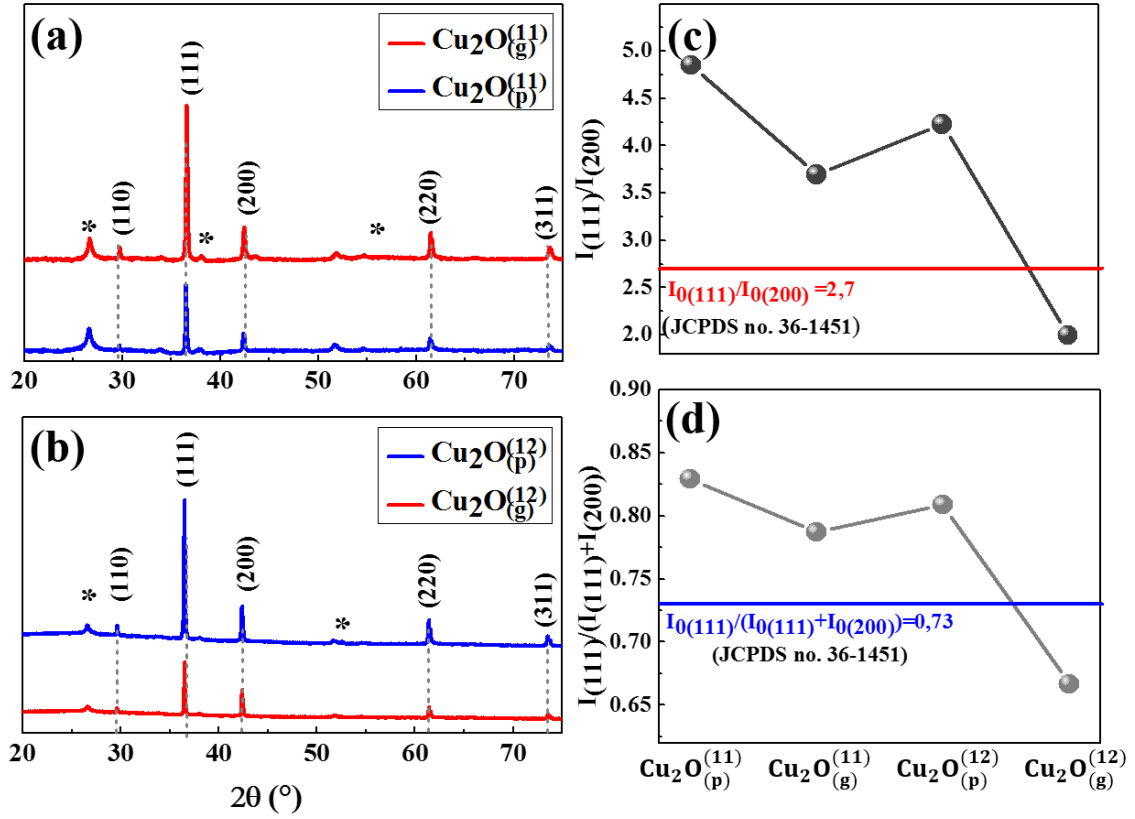 (a)
Cu2O(11)(g)
Cu2O(11)(p)
*
(110)
(111)
*
(200)
*
(220)
(311)
20 30 40 50 60 70
(b)
Cu2O(12)(p)
Cu2O(12)(g)
*
(110)
(111)
(200)
*
(220)
(311)
20 30 40 50 60 70
2θ (°)
(c)
I(111)/I(200)
5.0
4.5
4.0
3.5
3.0
2.5
2.0
I0(111)/I0(200) =2,7
(JCPDS no. 36-1451)
(d)
I(111)/(I(111)+I(200))
0.90
0.85
0.80
0.75
0.70
0.65
I0(111)/(I0(111)+I0(200))=0,73
(JCPDS no. 36-1451)
Cu2O(11)(p) Cu2O(11)(g) Cu2O(12)(p) Cu2O(12)(g)